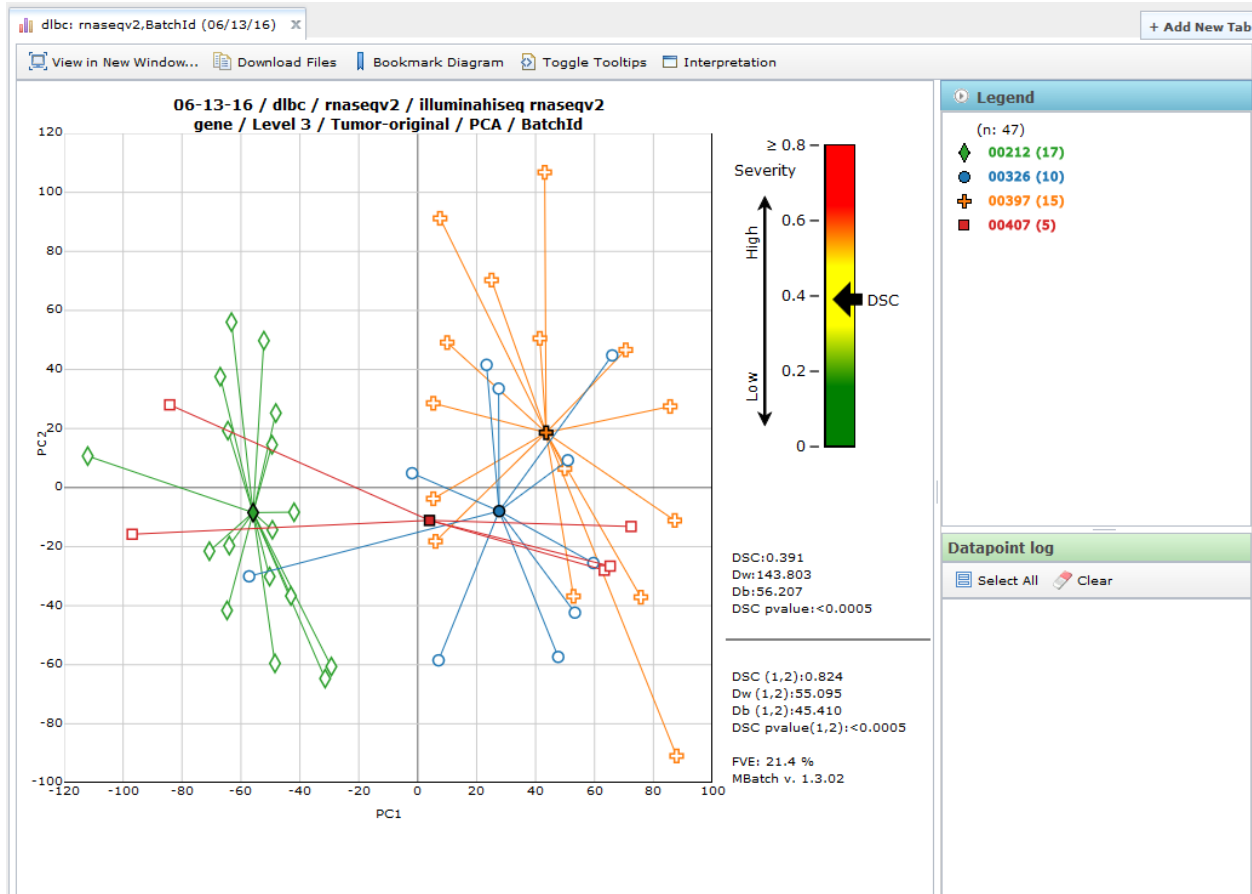 dlbc: rnaseqv2,BatchId (06/13/16) x
+ Add New Tab
View in New Window... Download Files Bookmark Diagram Toggle Tooltips Interpretation
06-13-16 / dlbc / rnaseqv2 / illuminahiseq rnaseqv2
gene / Level 3 / Tumor-original / PCA / BatchId
120
100
80
60
40
20
0
-20
-40
-60
-80
-100
PC2
-120 -100 -80 -60 -40 -20 0 20 40 60 80 100
PC1
≥ 0.8
Severity
0.6
High
0.4
DSC
0.2
Low
0
DSC:0.391
Dw:143.803
Db:56.207
DSC pvalue:<0.0005
DSC (1,2):0.824
Dw (1,2):55.095
Db (1,2):45.410
DSC pvalue(1,2):<0.0005
FVE: 21.4 %
MBatch v. 1.3.02
Legend
(n: 47)
00212 (17)
00326 (10)
00397 (15)
00407 (5)
Datapoint log
Select All Clear